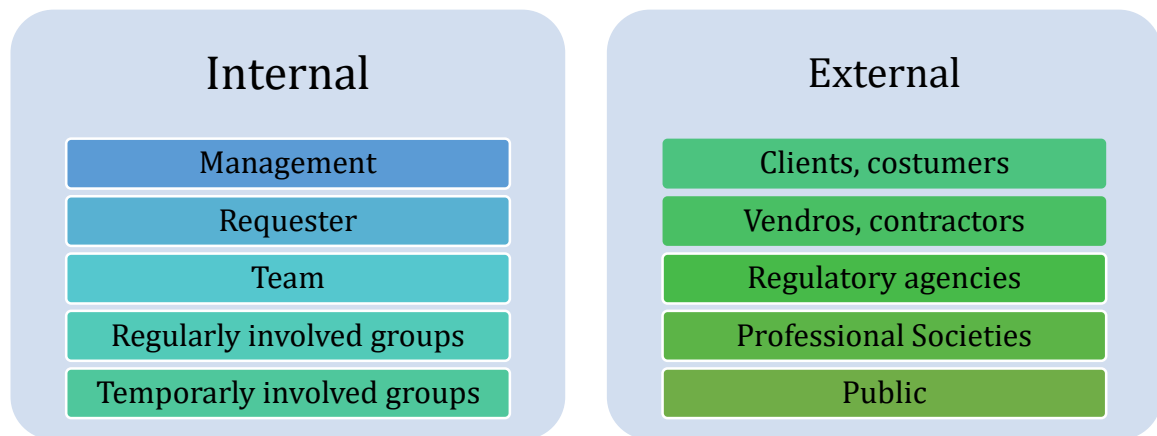 Internal
Management
Requester
Team
Regularly involved groups
Temporarly involved groups
External
Clients, costumers
Vendros, contractors
Regulatory agencies
Professional Societies
Public